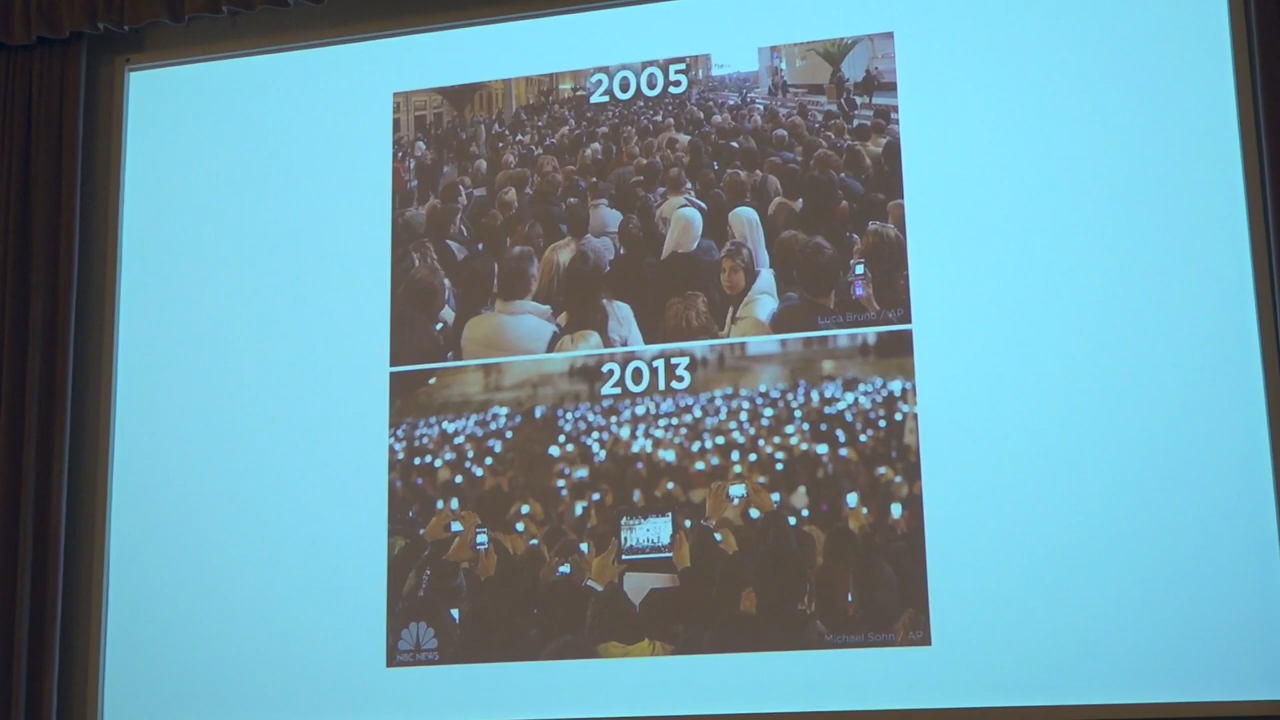 2005
Luca Bruno / AP
2013
Michael Sohn / AP
NBC NEWS